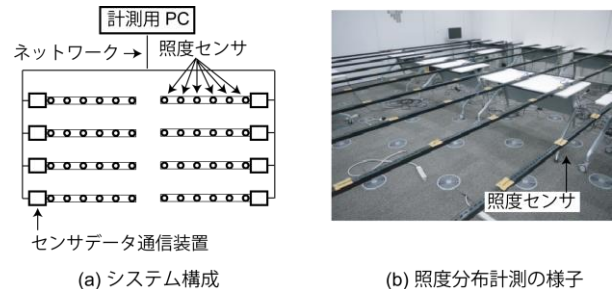 計測用 PC
ネットワーク→
照度センサ
センサデータ通信装置
照度センサ
(a) システム構成
(b) 照度分布計測の様子